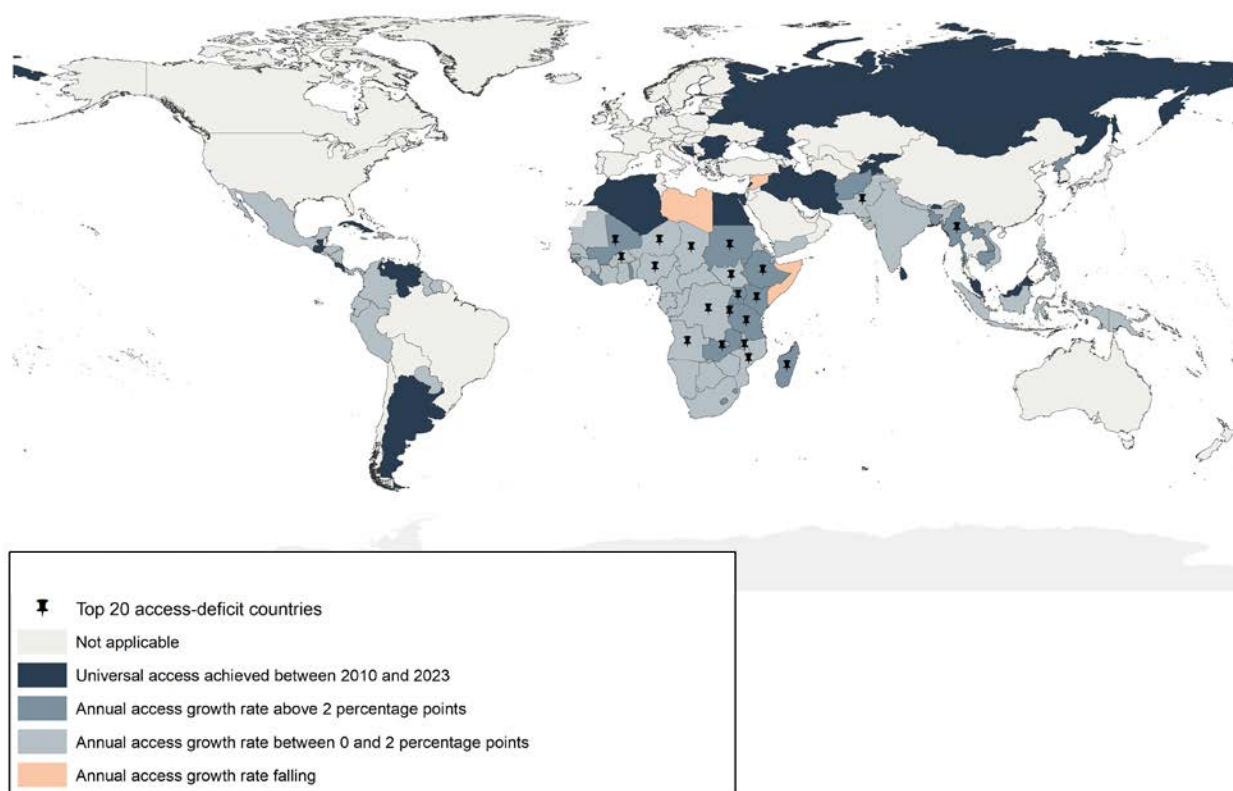 Top 20 access-deficit countries
Not applicable
Universal access achieved between 2010 and 2023
Annual access growth rate above 2 percentage points
Annual access growth rate between 0 and 2 percentage points
Annual access growth rate falling